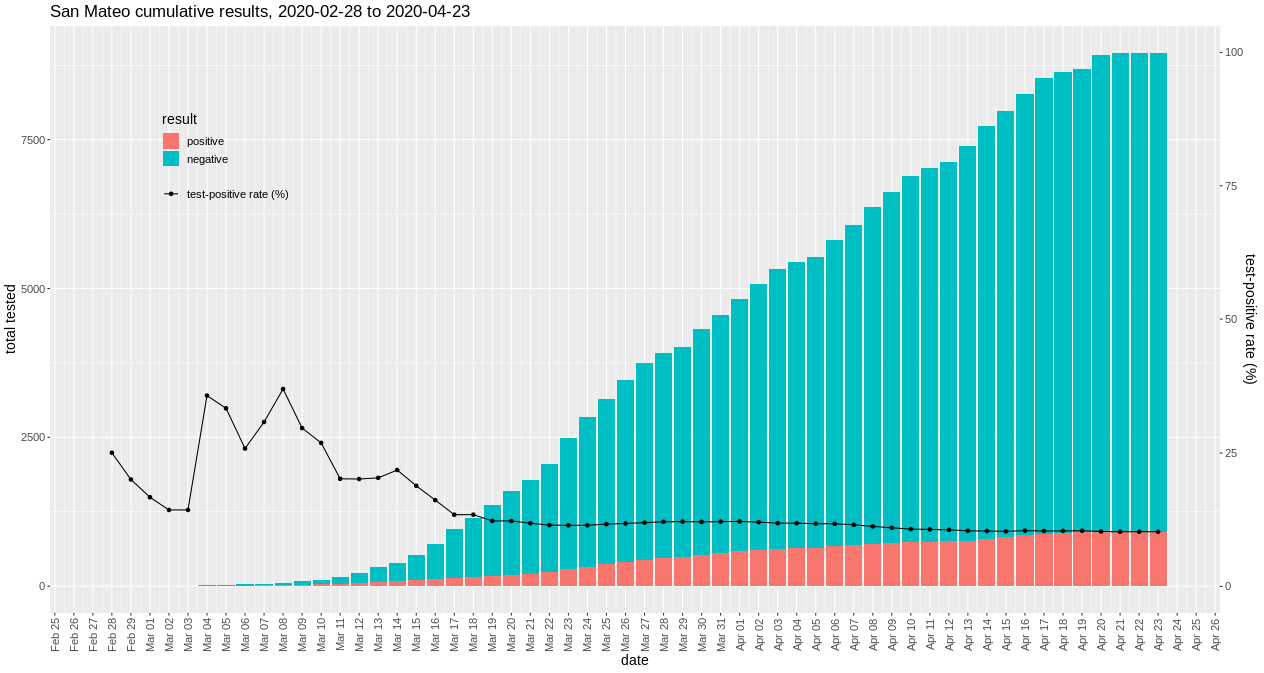 San Mateo cumulative results, 2020-02-28 to 2020-04-23
total tested
7500
5000
2500
0
result
positive
negative
test-positive rate (%)
100
75
50
25
0
test-positive rate (%)
Feb 25
Feb 26
Feb 27
Feb 28
Feb 29
Mar 01
Mar 02
Mar 03
Mar 04
Mar 05
Mar 06
Mar 07
Mar 08
Mar 09
Mar 10
Mar 11
Mar 12
Mar 13
Mar 14
Mar 15
Mar 16
Mar 17
Mar 18
Mar 19
Mar 20
Mar 21
Mar 22
Mar 23
Mar 24
Mar 25
Mar 26
Mar 27
Mar 28
Mar 29
Mar 30
Mar 31
Apr 01
Apr 02
Apr 03
Apr 04
Apr 05
Apr 06
Apr 07
Apr 08
Apr 09
Apr 10
Apr 11
Apr 12
Apr 13
Apr 14
Apr 15
Apr 16
Apr 17
Apr 18
Apr 19
Apr 20
Apr 21
Apr 22
Apr 23
Apr 24
Apr 25
Apr 26
date